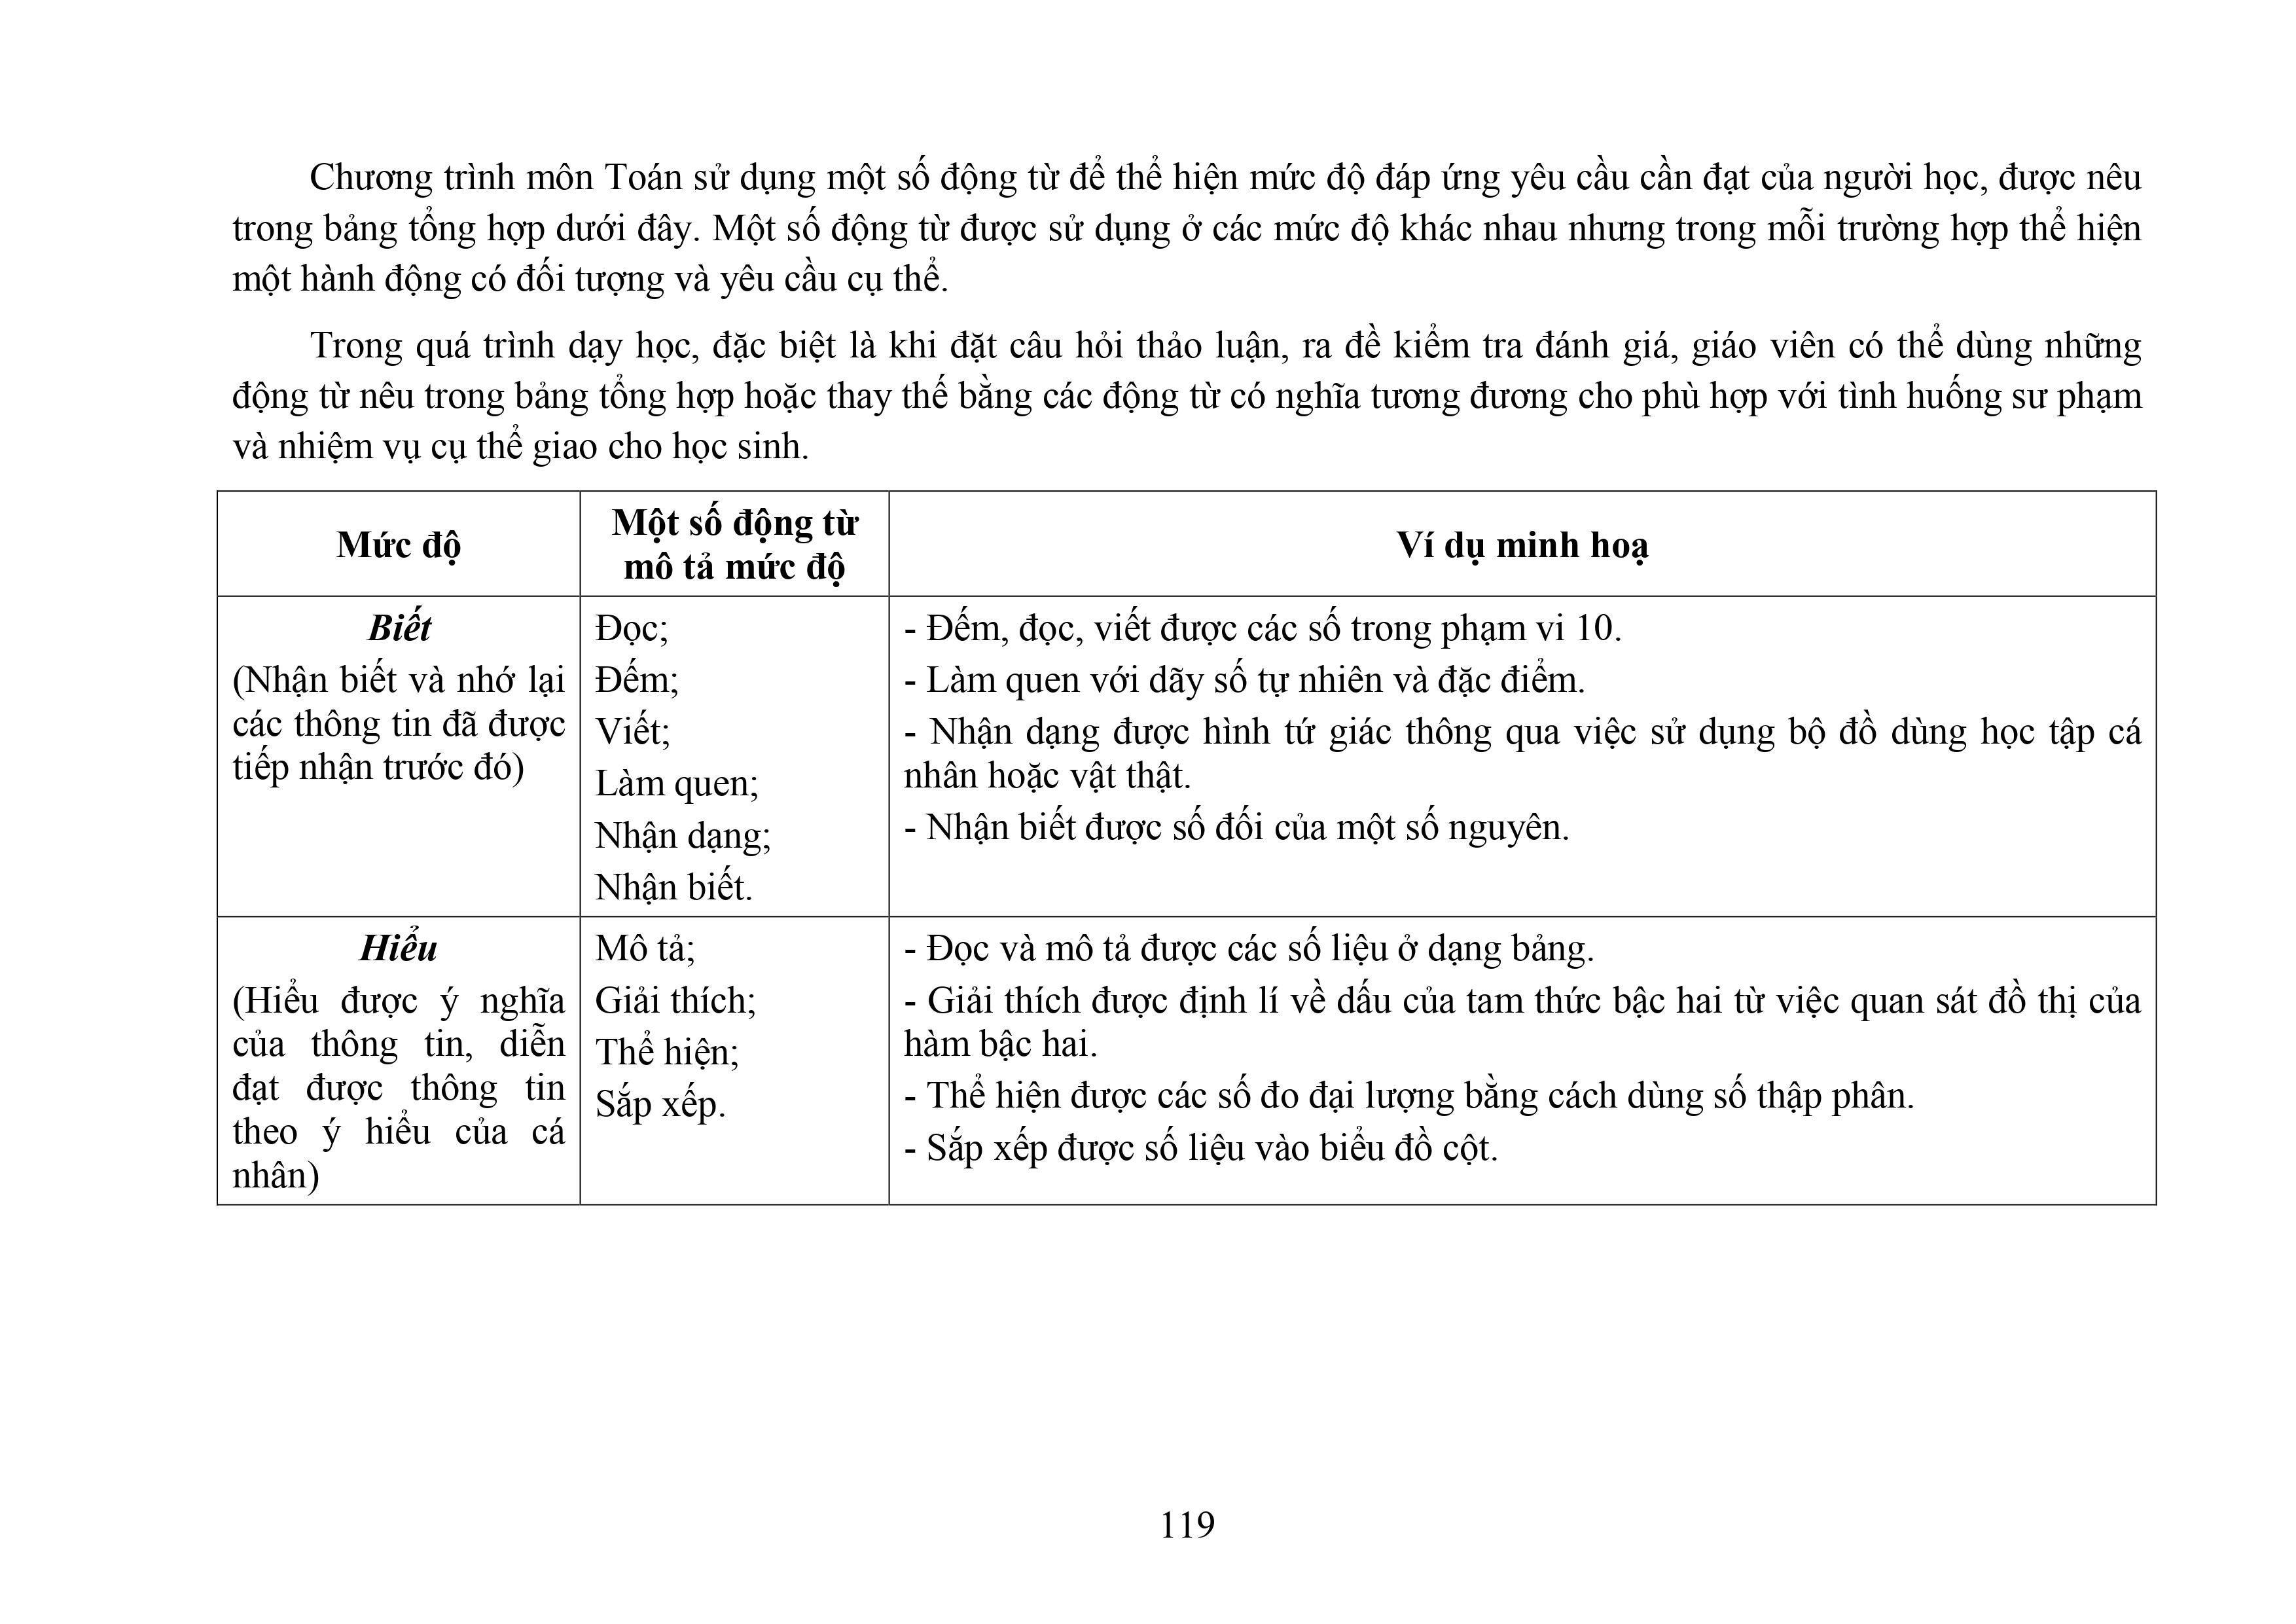 Chương trình môn Toán sử dụng một số động từ để thể hiện mức độ đáp ứng yêu cầu cần đạt của người học, được nêu
trong bảng tổng hợp dưới đây. Một số động từ được sử dụng ở các mức độ khác nhau nhưng trong mỗi trường hợp thể hiện
một hành động có đối tượng và yêu cầu cụ thể.
Trong quá trình dạy học, đặc biệt là khi đặt câu hỏi thảo luận, ra đề kiểm tra đánh giá, giáo viên có thể dùng những
động từ nêu trong bảng tổng hợp hoặc thay thế bằng các động từ có nghĩa tương đương cho phù hợp với tình huống sư phạm
và nhiệm vụ cụ thể giao cho học sinh.
Mức độ
Một số động từ
mô tả mức độ
Ví dụ minh hoạ
Biết
(Nhận biết và nhớ lại
các thông tin đã được
tiếp nhận trước đó)
Đọc;
Đếm;
Viết;
Làm quen;
Nhận dạng;
Nhận biết.
- Đếm, đọc, viết được các số trong phạm vi 10.
- Làm quen với dãy số tự nhiên và đặc điểm.
- Nhận dạng được hình tứ giác thông qua việc sử dụng bộ đồ dùng học tập cá
nhân hoặc vật thật.
- Nhận biết được số đối của một số nguyên.
Hiểu
(Hiểu được ý nghĩa
của thông tin, diễn
đạt được thông tin
theo ý hiểu của cá
nhân)
Mô tả;
Giải thích;
Thể hiện;
Sắp xếp.
- Đọc và mô tả được các số liệu ở dạng bảng.
- Giải thích được định lí về dấu của tam thức bậc hai từ việc quan sát đồ thị của
hàm bậc hai.
- Thể hiện được các số đo đại lượng bằng cách dùng số thập phân.
- Sắp xếp được số liệu vào biểu đồ cột.
119